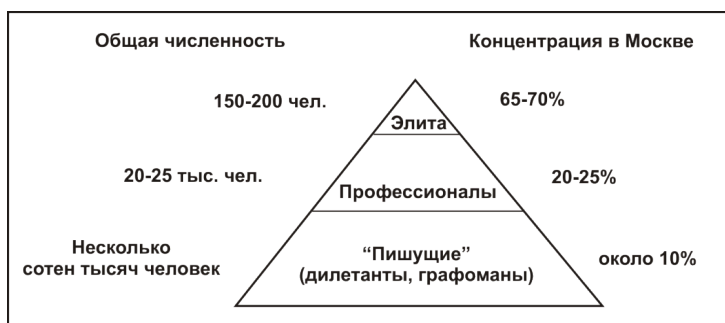 Общая численность
Концентрация в Москве
150-200 чел.
Элита
65-70%
20-25 тыс. чел.
Профессионалы
20-25%
Несколько
сотен тысяч человек
“Пишущие”
(дилетанты, графоманы)
около 10%